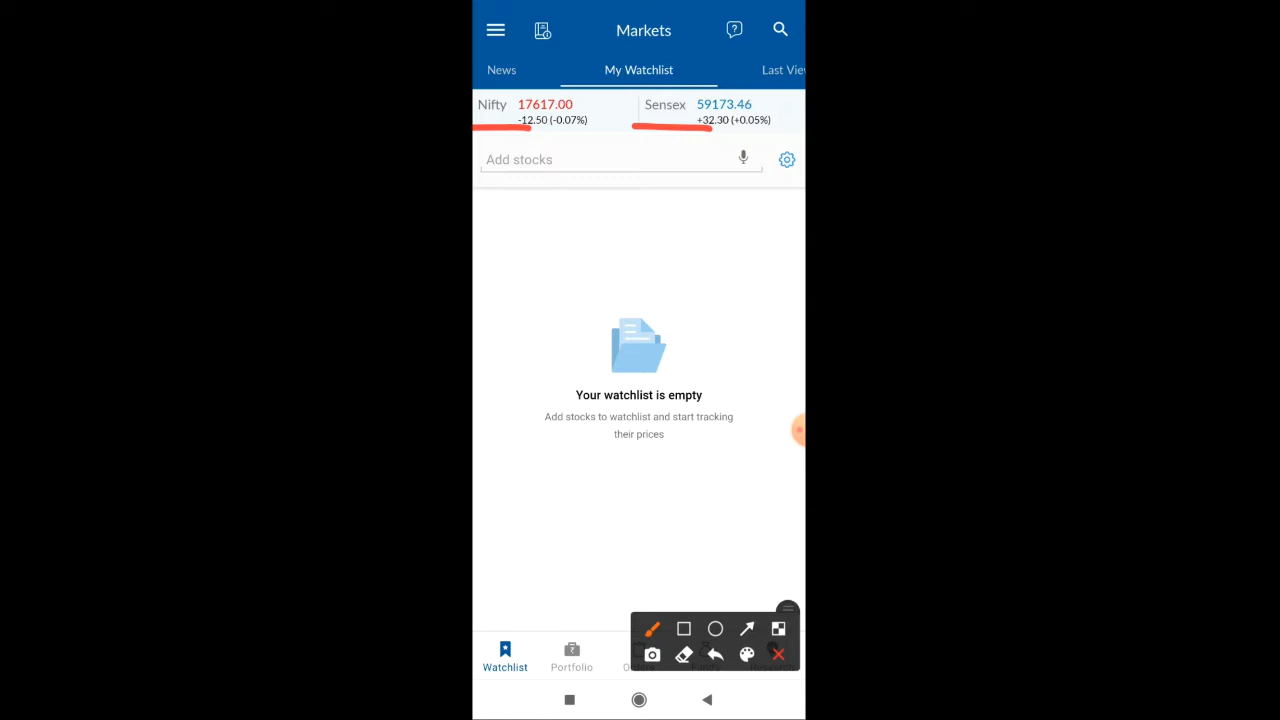 Markets
News
My Watchlist
Last Vie
Nifty 17617.00
-12.50 (-0.07%)
Sensex 59173.46
+32.30 (+0.05%)
Add stocks
Your watchlist is empty
Add stocks to watchlist and start tracking
their prices
Watchlist
Portfolio